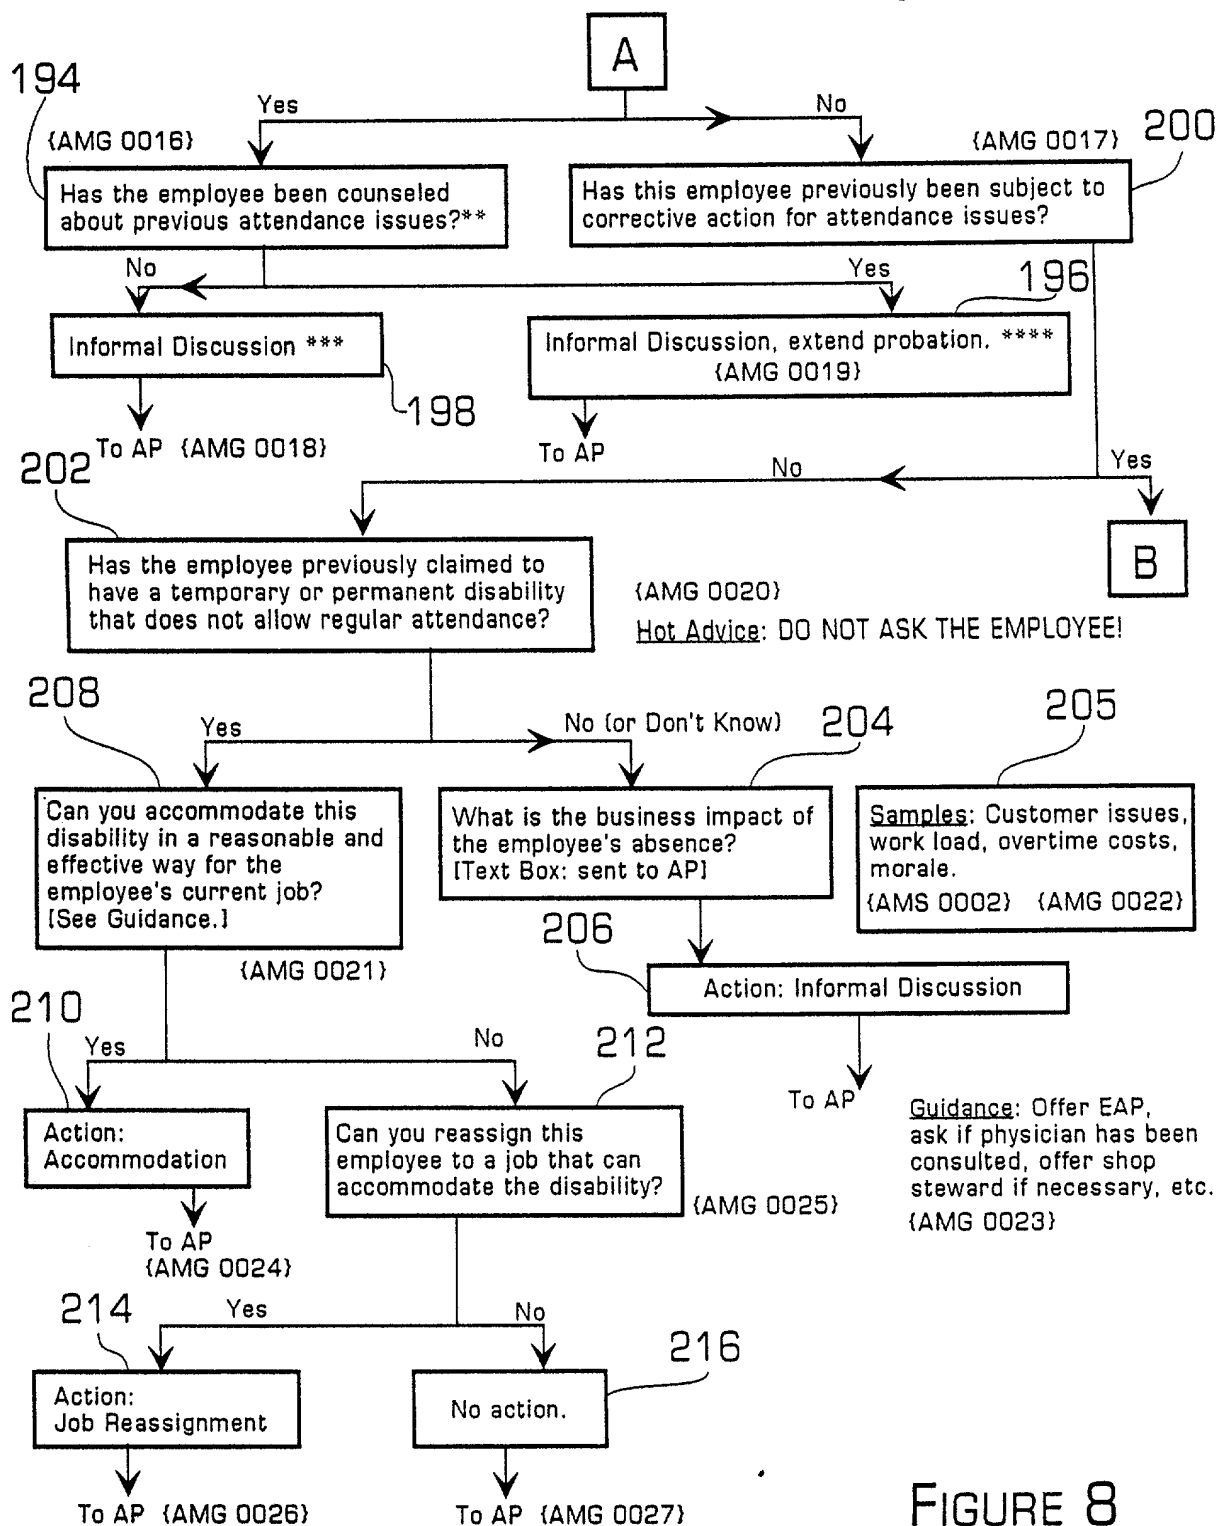 A
194
Yes
No
200
{AMG 0016}
{AMG 0017}
Has the employee been counseled
about previous attendance issues?**
Has this employee previously been subject to
corrective action for attendance issues?
No
Yes
196
Informal Discussion ***
Informal Discussion, extend probation. ****
{AMG 0019}
198
To AP {AMG 0018}
To AP
202
No
Yes
B
Has the employee previously claimed to
have a temporary or permanent disability
that does not allow regular attendance?
{AMG 0020}
Hot Advice: DO NOT ASK THE EMPLOYEE!
208
Yes
No (or Don't Know)
204
205
Can you accommodate this
disability in a reasonable and
effective way for the
employee's current job?
[See Guidance.]
What is the business impact of
the employee's absence?
[Text Box: sent to AP]
Samples: Customer issues,
work load, overtime costs,
morale.
{AMS 0002} {AMG 0022}
206
{AMG 0021}
Action: Informal Discussion
210
Yes
No
212
To AP
Action:
Accommodation
Can you reassign this
employee to a job that can
accommodate the disability?
{AMG 0025}
Guidance: Offer EAP,
ask if physician has been
consulted, offer shop
steward if necessary, etc.
{AMG 0023}
To AP
{AMG 0024}
214
Yes
No
216
Action:
Job Reassignment
No action.
To AP {AMG 0026}
To AP {AMG 0027}
FIGURE 8